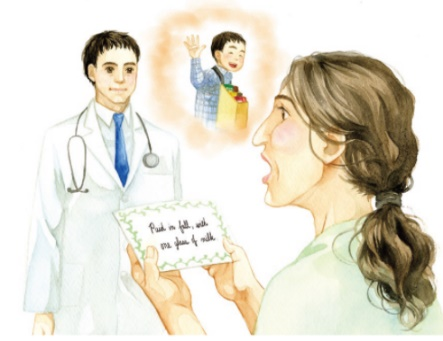 Paid in full, with
one glass of milk.